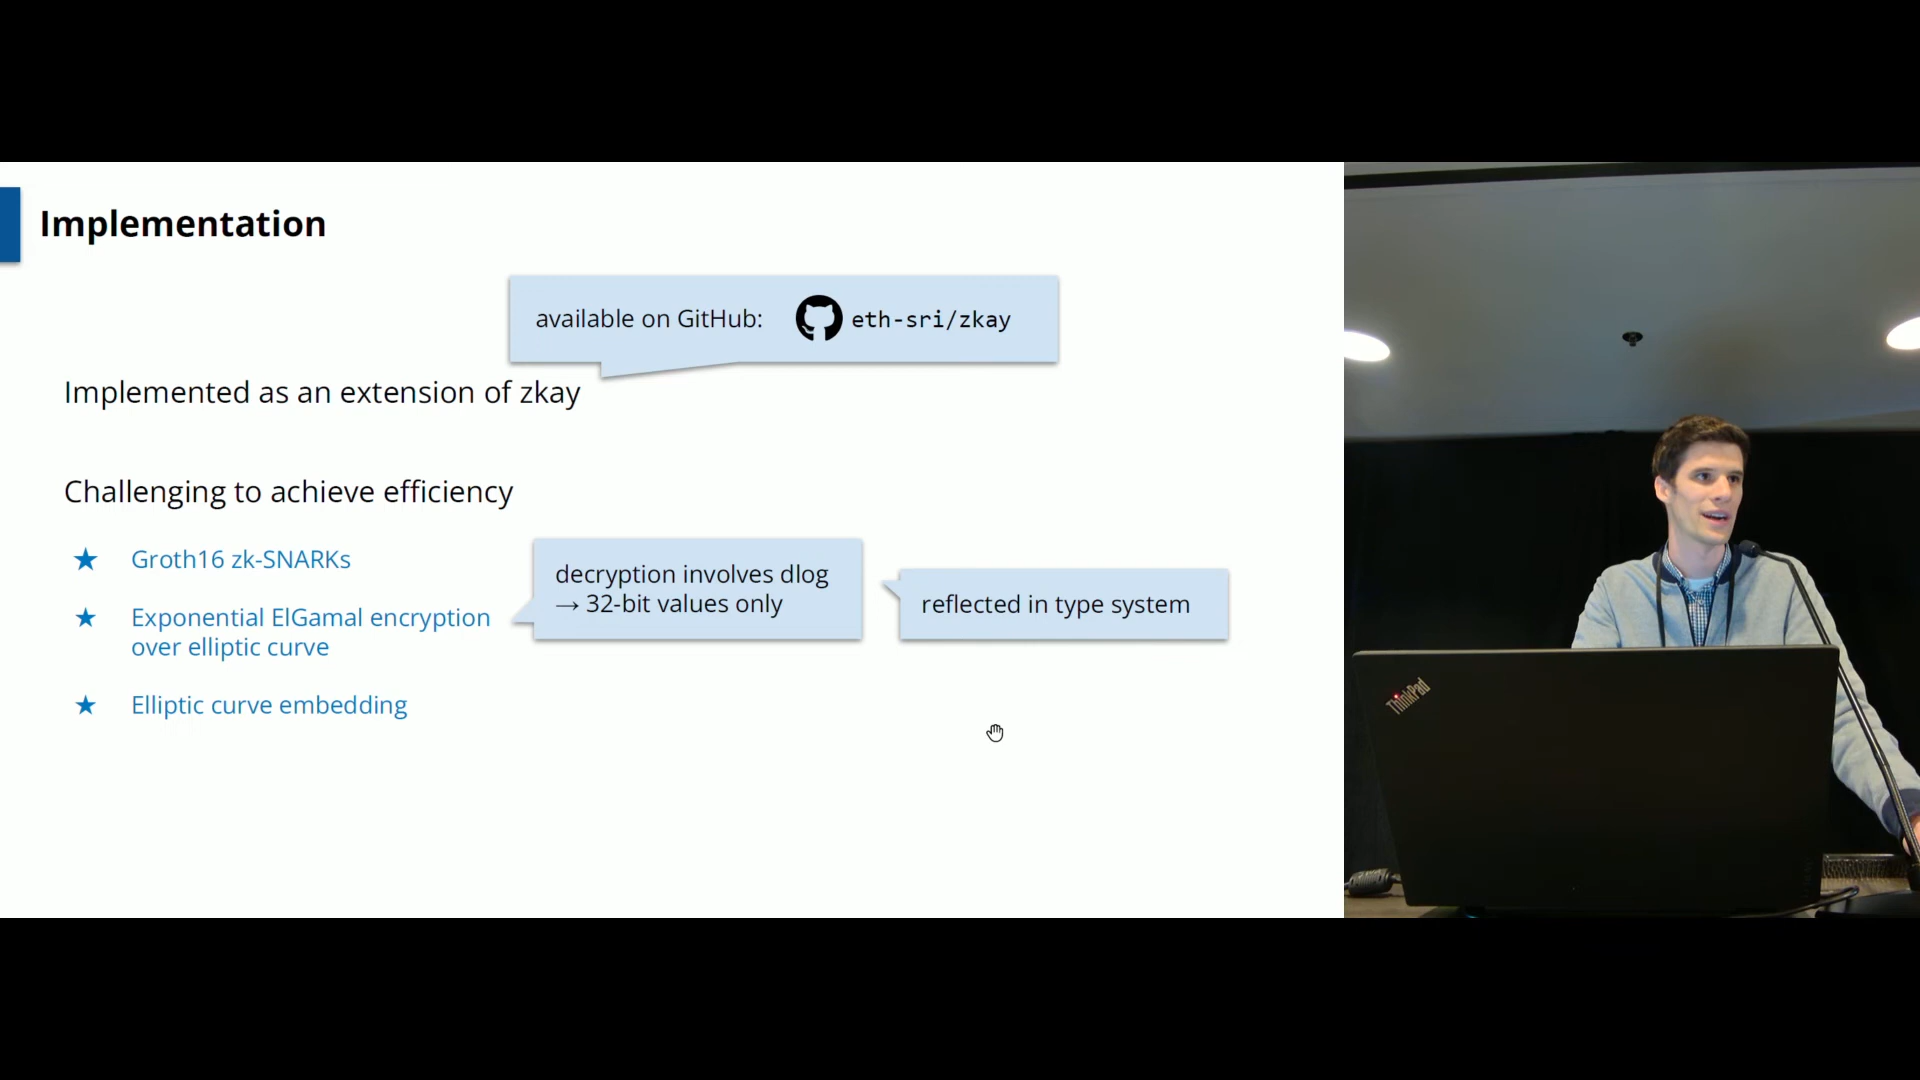 Implementation
available on GitHub: eth-sri/zkay
Implemented as an extension of zkay
Challenging to achieve efficiency
★ Groth16 zk-SNARKs
★ Exponential ElGamal encryption
over elliptic curve
decryption involves dlog
→ 32-bit values only
reflected in type system
★ Elliptic curve embedding
ThinkPad